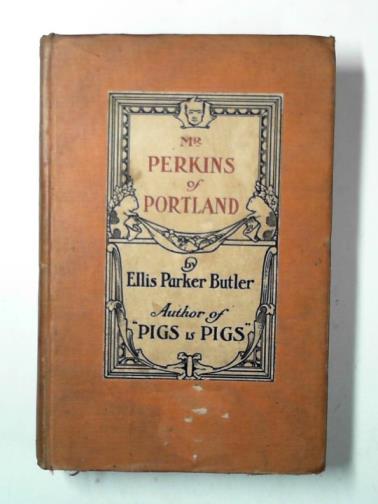 Mr.
PERKINS
of
PORTLAND
by
Ellis Parker Butler
Author of
"PIGS IS PIGS"